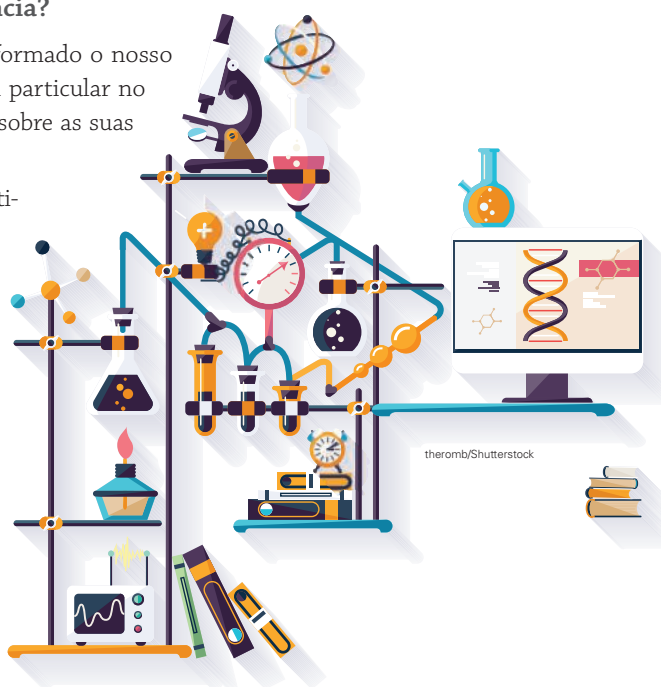 ncia?
formado o nosso
particular no
sobre as suas
ti-
theromb/Shutterstock